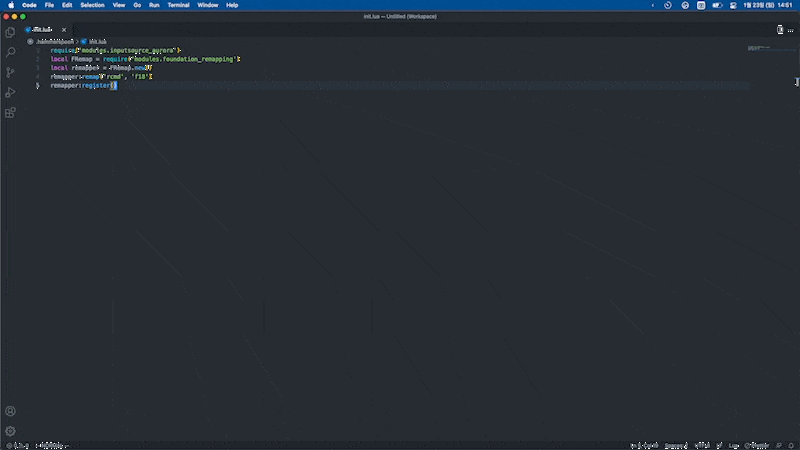 Code File Edit Selection View Go Run Terminal Window Help 1월 23일 (월) 14:51
init.lua — Untitled (Workspace)
init.lua
.hammerspoon > init.lua
1 require('modules.inputsource_aurora')
2 local FRemap = require('modules.foundation_remapping')
3 local remapper = FRemap.new()
4 remapper:remap('rcmd', 'f18')
5 remapper:register()